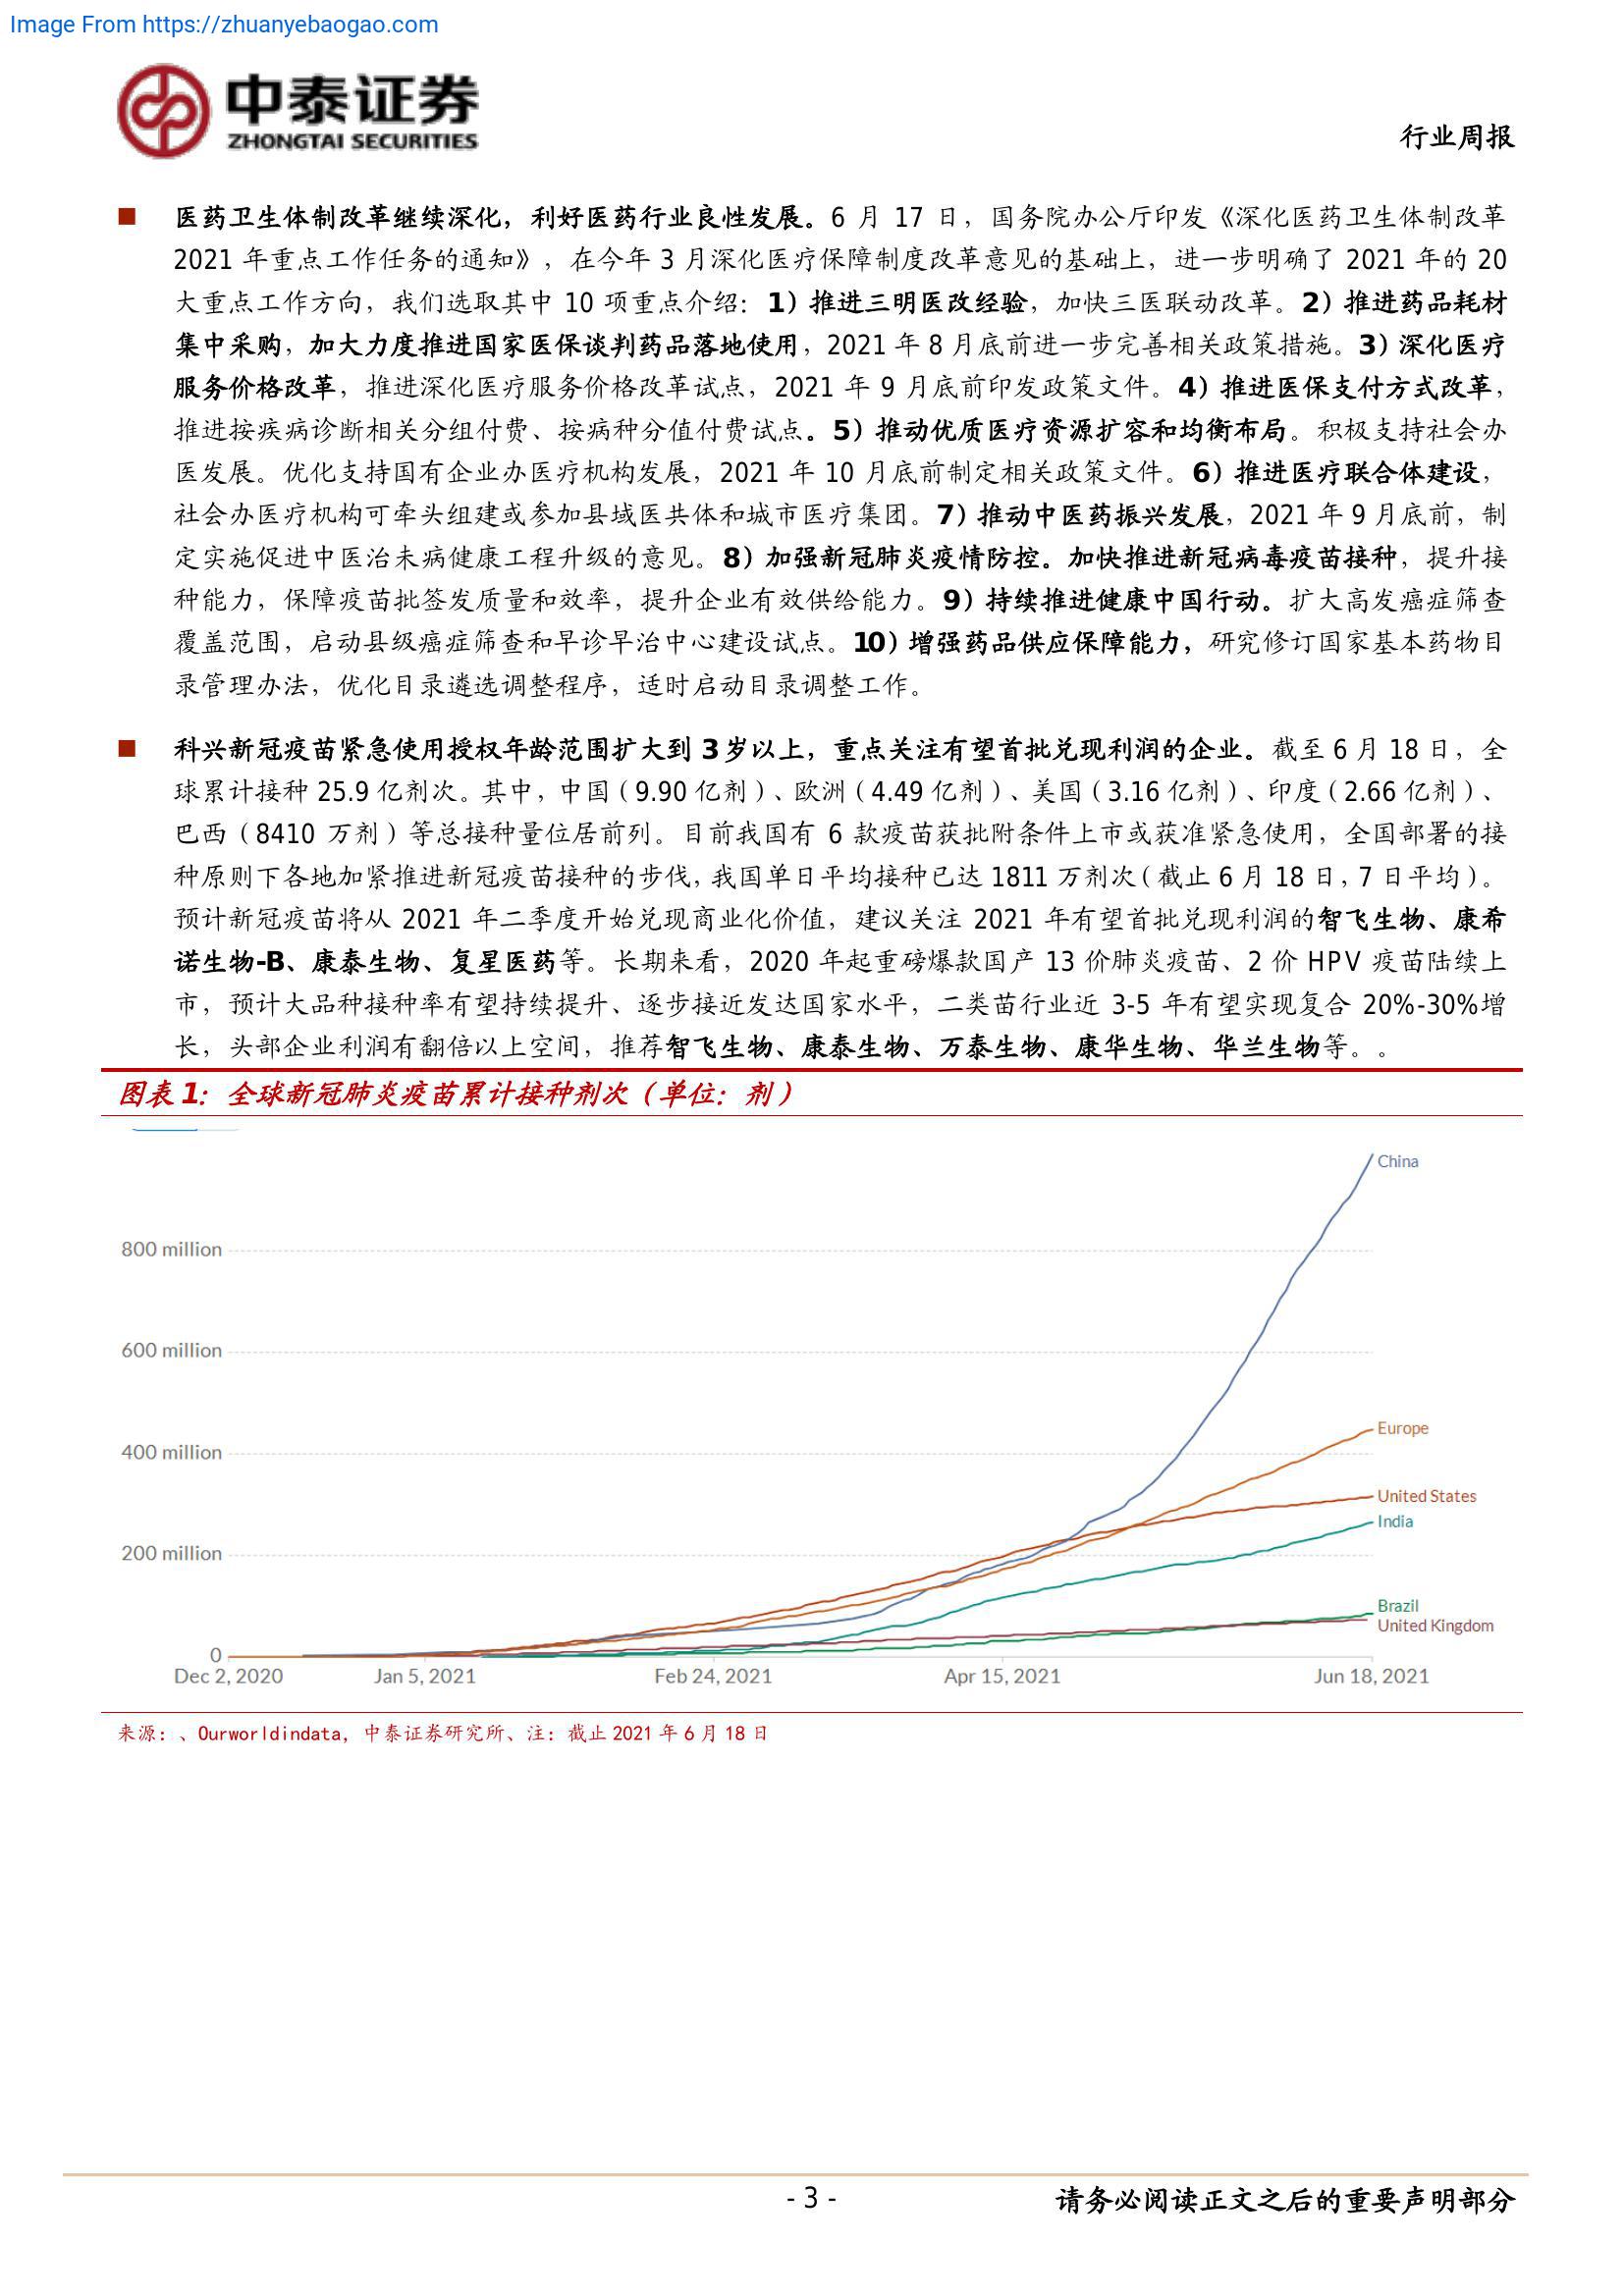 Image From https://zhuanyebaogao.com
中泰证券
ZHONGTAI SECURITIES
行业周报
■ 医药卫生体制改革继续深化，利好医药行业良性发展。6 月 17 日，国务院办公厅印发《深化医药卫生体制改革
2021 年重点工作任务的通知》，在今年 3 月深化医疗保障制度改革意见的基础上，进一步明确了 2021 年的 20
大重点工作方向，我们选取其中 10 项重点介绍：1）推进三明医改经验，加快三医联动改革。2）推进药品耗材
集中采购，加大力度推进国家医保谈判药品落地使用，2021 年 8 月底前进一步完善相关政策措施。3）深化医疗
服务价格改革，推进深化医疗服务价格改革试点，2021 年 9 月底前印发政策文件。4）推进医保支付方式改革，
推进按疾病诊断相关分组付费、按病种分值付费试点。5）推动优质医疗资源扩容和均衡布局。积极支持社会办
医发展。优化支持国有企业办医疗机构发展，2021 年 10 月底前制定相关政策文件。6）推进医疗联合体建设，
社会办医疗机构可牵头组建或参加县域医共体和城市医疗集团。7）推动中医药振兴发展，2021 年 9 月底前，制
定实施促进中医治未病健康工程升级的意见。8）加强新冠肺炎疫情防控。加快推进新冠病毒疫苗接种，提升接
种能力，保障疫苗批签发质量和效率，提升企业有效供给能力。9）持续推进健康中国行动。扩大高发癌症筛查
覆盖范围，启动县级癌症筛查和早诊早治中心建设试点。10）增强药品供应保障能力，研究修订国家基本药物目
录管理办法，优化目录遴选调整程序，适时启动目录调整工作。
■ 科兴新冠疫苗紧急使用授权年龄范围扩大到 3 岁以上，重点关注有望首批兑现利润的企业。截至 6 月 18 日，全
球累计接种 25.9 亿剂次。其中，中国（9.90 亿剂）、欧洲（4.49 亿剂）、美国（3.16 亿剂）、印度（2.66 亿剂）、
巴西（8410 万剂）等总接种量位居前列。目前我国有 6 款疫苗获批附条件上市或获准紧急使用，全国部署的接
种原则下各地加紧推进新冠疫苗接种的步伐，我国单日平均接种已达 1811 万剂次（截止 6 月 18 日，7 日平均）。
预计新冠疫苗将从 2021 年二季度开始兑现商业化价值，建议关注 2021 年有望首批兑现利润的智飞生物、康希
诺生物-B、康泰生物、复星医药等。长期来看，2020 年起重磅爆款国产 13 价肺炎疫苗、2 价 HPV 疫苗陆续上
市，预计大品种接种率有望持续提升、逐步接近发达国家水平，二类苗行业近 3-5 年有望实现复合 20%-30%增
长，头部企业利润有翻倍以上空间，推荐智飞生物、康泰生物、万泰生物、康华生物、华兰生物等。。
图表 1：全球新冠肺炎疫苗累计接种剂次（单位：剂）
China
800 million
600 million
400 million
Europe
United States
India
200 million
Brazil
United Kingdom
0
Dec 2, 2020 Jan 5, 2021 Feb 24, 2021 Apr 15, 2021 Jun 18, 2021
来源：、Ourworldindata，中泰证券研究所、注：截止 2021 年 6 月 18 日
- 3 -
请务必阅读正文之后的重要声明部分